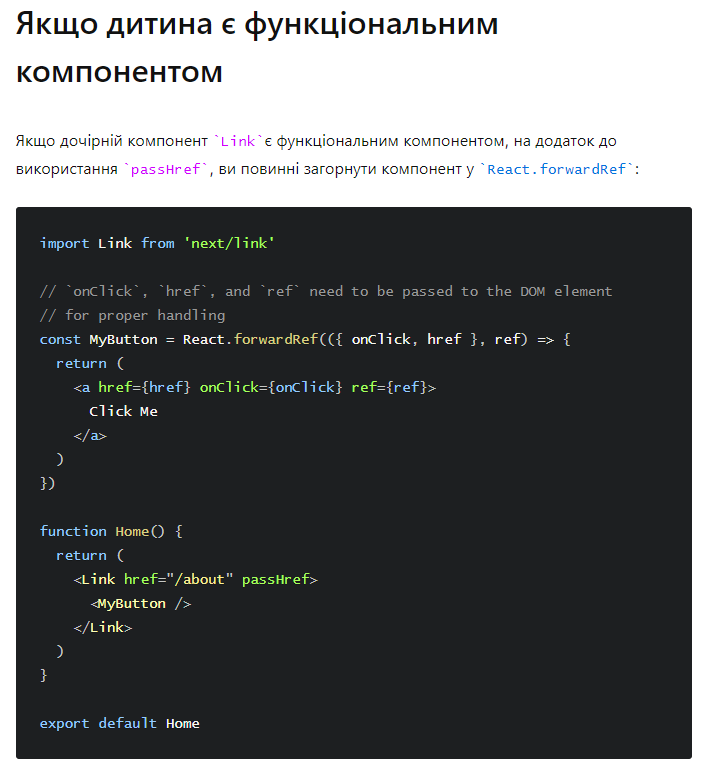 Якщо дитина є функціональним
компонентом
Якщо дочірній компонент `Link`є функціональним компонентом, на додаток до
використання `passHref`, ви повинні загорнути компонент у `React.forwardRef`:
import Link from 'next/link'
// `onClick`, `href`, and `ref` need to be passed to the DOM element
// for proper handling
const MyButton = React.forwardRef(({ onClick, href }, ref) => {
  return (
    <a href={href} onClick={onClick} ref={ref}>
      Click Me
    </a>
  )
})
function Home() {
  return (
    <Link href="/about" passHref>
      <MyButton />
    </Link>
  )
}
export default Home